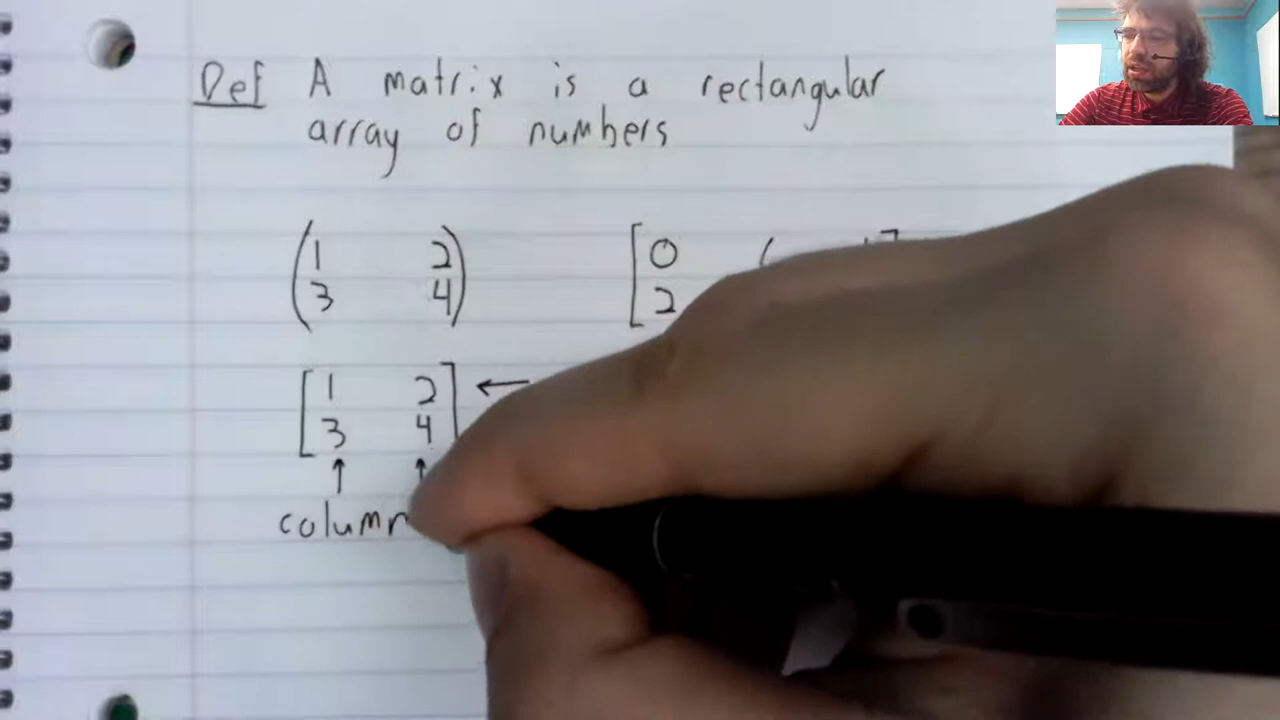 Def A matrix is a rectangular
array of numbers
(1 2) [0
3 4 2
[1 2] ←
3 4
↑ ↑
column